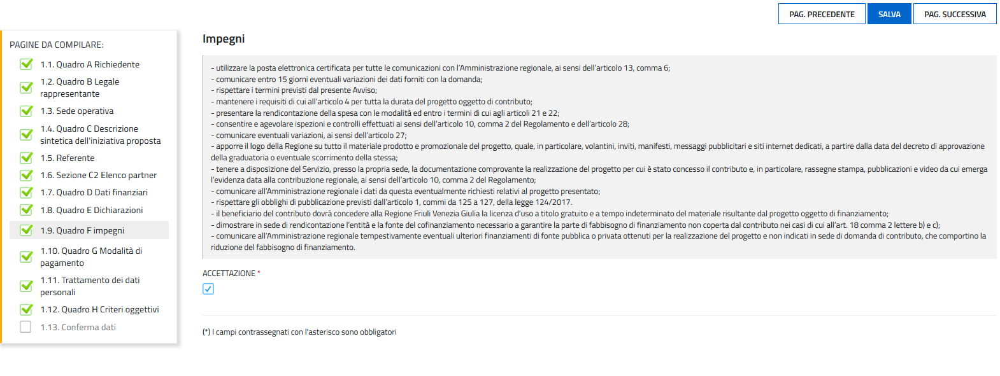 PAG. PRECEDENTE
SALVA
PAG. SUCCESSIVA
PAGINE DA COMPILARE:
1.1. Quadro A Richiedente
1.2. Quadro B Legale
rappresentante
1.3. Sede operativa
1.4. Quadro C Descrizione
sintetica dell'iniziativa proposta
1.5. Referente
1.6. Sezione C2 Elenco partner
1.7. Quadro D Dati finanziari
1.8. Quadro E Dichiarazioni
1.9. Quadro F impegni
1.10. Quadro G Modalità di
pagamento
1.11. Trattamento dei dati
personali
1.12. Quadro H Criteri oggettivi
1.13. Conferma dati
Impegni
- utilizzare la posta elettronica certificata per tutte le comunicazioni con l’Amministrazione regionale, ai sensi dell’articolo 13, comma 6;
- comunicare entro 15 giorni eventuali variazioni dei dati forniti con la domanda;
- rispettare i termini previsti dal presente Avviso;
- mantenere i requisiti di cui all’articolo 4 per tutta la durata del progetto oggetto di contributo;
- presentare la rendicontazione della spesa con le modalità ed entro i termini di cui agli articoli 21 e 22;
- consentire e agevolare ispezioni e controlli effettuati ai sensi dell’articolo 10, comma 2 del Regolamento e dell’articolo 28;
- comunicare eventuali variazioni, ai sensi dell’articolo 27;
- apporre il logo della Regione su tutto il materiale prodotto e promozionale del progetto, quale, in particolare, volantini, inviti, manifesti, messaggi pubblicitari e siti internet dedicati, a partire dalla data del decreto di approvazione
della graduatoria o eventuale scorrimento della stessa;
- tenere a disposizione del Servizio, presso la propria sede, la documentazione comprovante la realizzazione del progetto per cui è stato concesso il contributo e, in particolare, rassegne stampa, pubblicazioni e video da cui emerga
l’evidenza data alla contribuzione regionale, ai sensi dell’articolo 10, comma 2 del Regolamento;
- comunicare all’Amministrazione regionale i dati da questa eventualmente richiesti relativi al progetto presentato;
- rispettare gli obblighi di pubblicazione previsti dall’articolo 1, commi da 125 a 127, della legge 124/2017.
- il beneficiario del contributo dovrà concedere alla Regione Friuli Venezia Giulia la licenza d’uso a titolo gratuito e a tempo indeterminato del materiale risultante dal progetto oggetto di finanziamento;
- dimostrare in sede di rendicontazione l’entità e la fonte del cofinanziamento necessario a garantire la parte di fabbisogno di finanziamento non coperta dal contributo nei casi di cui all’art. 18 comma 2 lettere b) e c);
- comunicare all’Amministrazione regionale tempestivamente eventuali ulteriori finanziamenti di fonte pubblica o privata ottenuti per la realizzazione del progetto e non indicati in sede di domanda di contributo, che comportino la
riduzione del fabbisogno di finanziamento.
ACCETTAZIONE *
(*) I campi contrassegnati con l'asterisco sono obbligatori